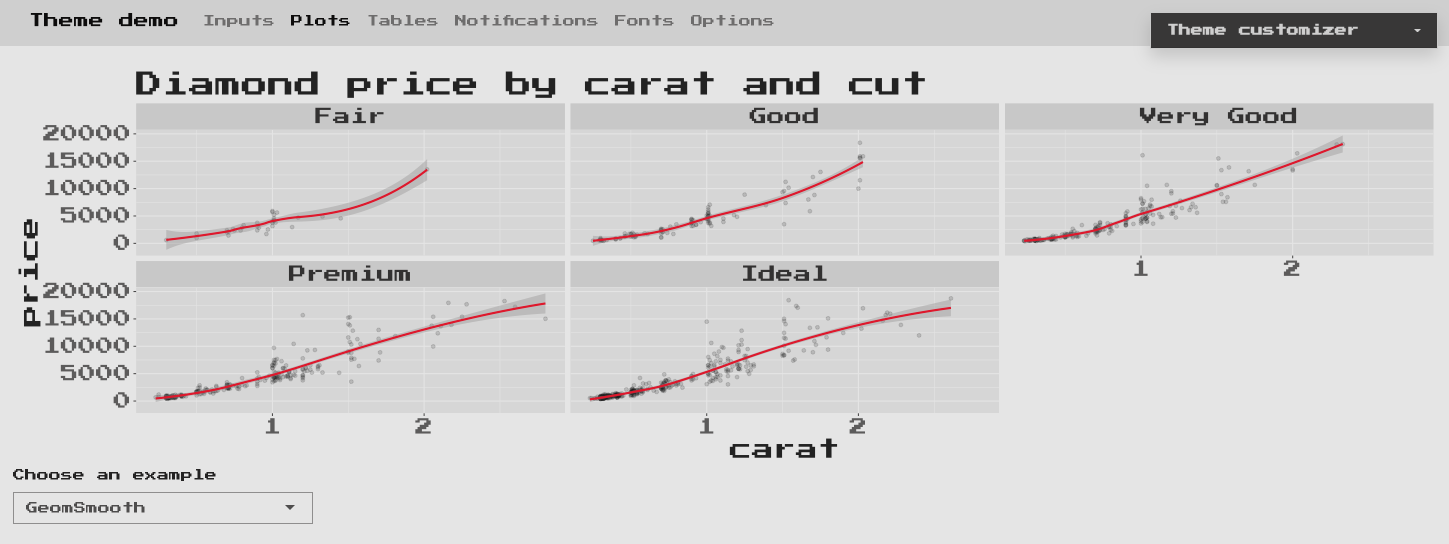 Theme demo Inputs Plots Tables Notifications Fonts Options
Theme customizer
Diamond price by carat and cut
Fair Good Very Good
20000
15000
10000
5000
0
1 2
Premium Ideal
20000
15000
10000
5000
0
1 2 1 2
price
carat
Choose an example
GeomSmooth